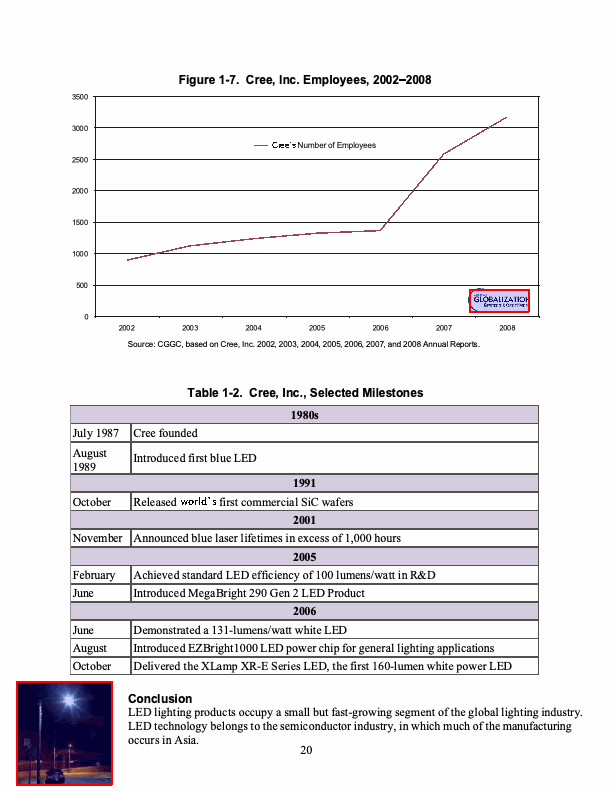 Figure 1-7. Cree, Inc. Employees, 2002–2008
3500
3000
2500
2000
1500
1000
500
0
Cree's Number of Employees
GLOBALIZATION
2002 2003 2004 2005 2006 2007 2008
Source: CGGC, based on Cree, Inc. 2002, 2003, 2004, 2005, 2006, 2007, and 2008 Annual Reports.
Table 1-2. Cree, Inc., Selected Milestones
1980s
July 1987 Cree founded
August
1989
Introduced first blue LED
1991
October Released world's first commercial SiC wafers
2001
November Announced blue laser lifetimes in excess of 1,000 hours
2005
February Achieved standard LED efficiency of 100 lumens/watt in R&D
June Introduced MegaBright 290 Gen 2 LED Product
2006
June Demonstrated a 131-lumens/watt white LED
August Introduced EZBright1000 LED power chip for general lighting applications
October Delivered the XLamp XR-E Series LED, the first 160-lumen white power LED
Conclusion
LED lighting products occupy a small but fast-growing segment of the global lighting industry.
LED technology belongs to the semiconductor industry, in which much of the manufacturing
occurs in Asia.
20